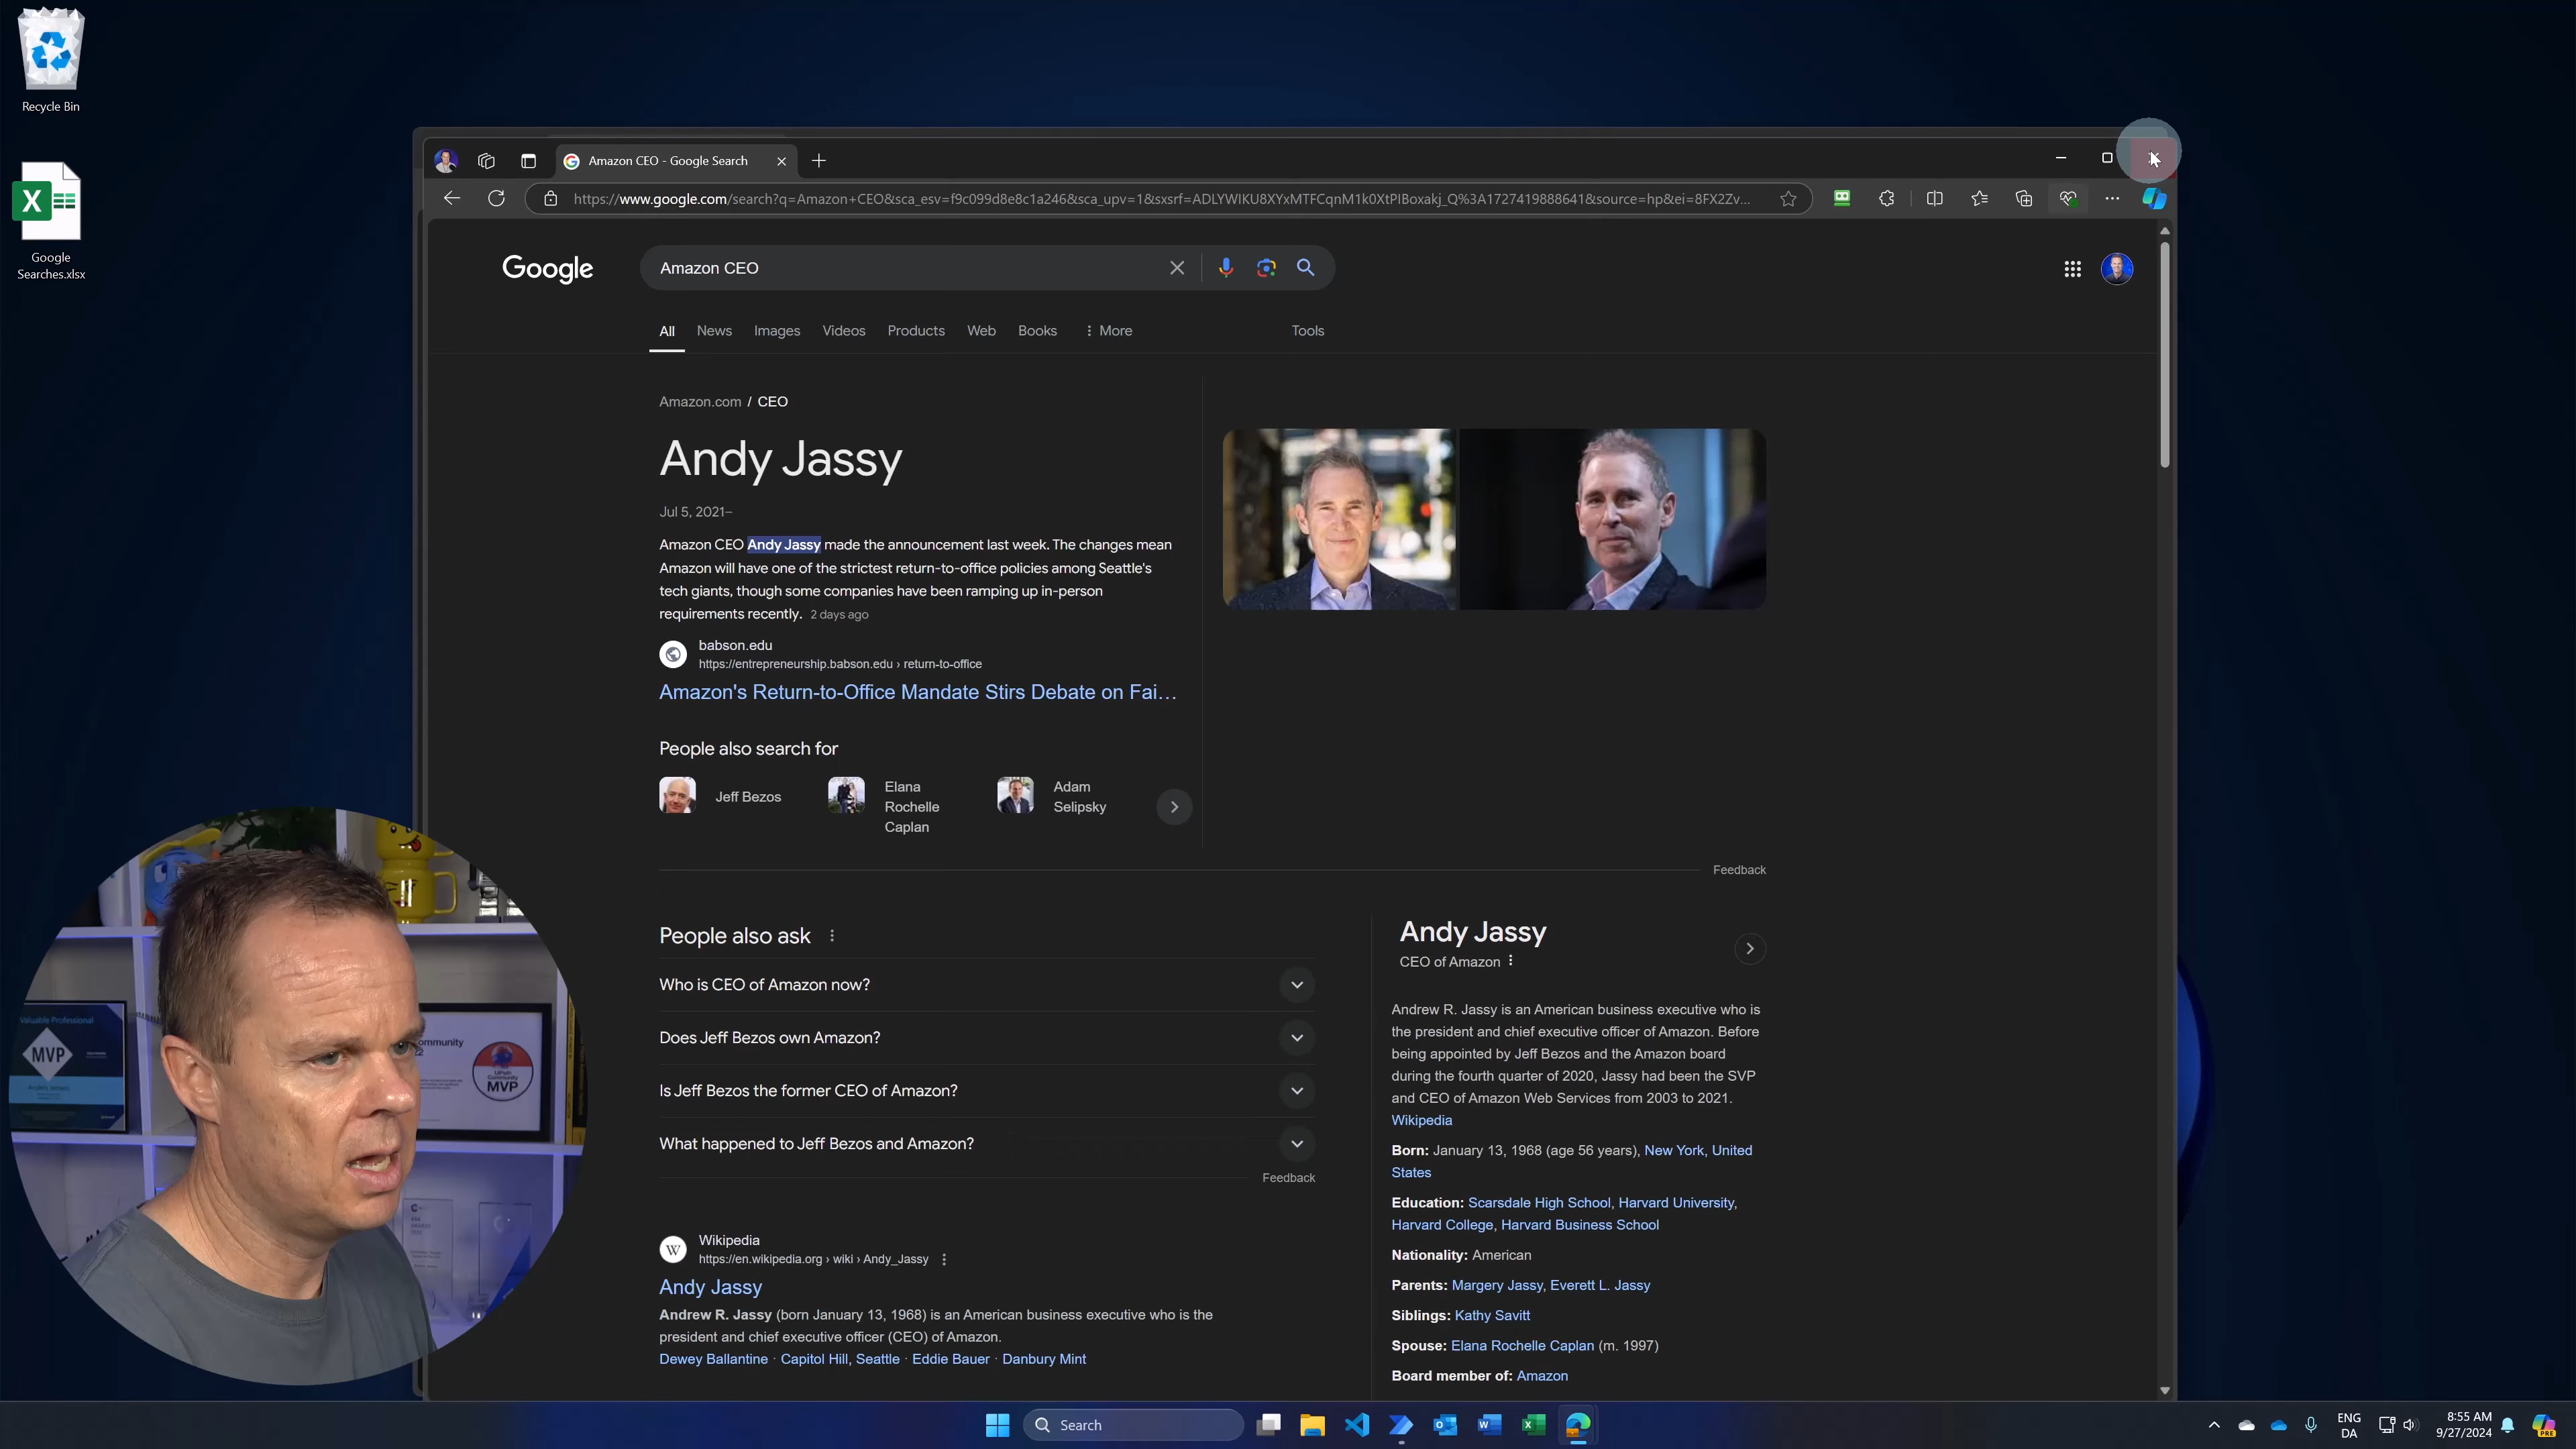 Recycle Bin
Google
Searches.xlsx
Amazon CEO - Google Search
https://www.google.com/search?q=Amazon+CEO&sca_esv=f9c099d8e8c1a246&sca_upv=1&sxsrf=ADLYWIKU8XYxMTFCqnM1k0XtPIBoxakj_Q%3A1727419888641&source=hp&ei=8FX2Zv...
Google
Amazon CEO
All News Images Videos Products Web Books More Tools
Amazon.com / CEO
Andy Jassy
Jul 5, 2021–
Amazon CEO Andy Jassy made the announcement last week. The changes mean
Amazon will have one of the strictest return-to-office policies among Seattle's
tech giants, though some companies have been ramping up in-person
requirements recently. 2 days ago
babson.edu
https://entrepreneurship.babson.edu › return-to-office
Amazon's Return-to-Office Mandate Stirs Debate on Fai...
People also search for
Jeff Bezos
Elana
Rochelle
Caplan
Adam
Selipsky
Feedback
People also ask
Who is CEO of Amazon now?
Does Jeff Bezos own Amazon?
Is Jeff Bezos the former CEO of Amazon?
What happened to Jeff Bezos and Amazon?
Feedback
W
Wikipedia
https://en.wikipedia.org › wiki › Andy_Jassy
Andy Jassy
Andrew R. Jassy (born January 13, 1968) is an American business executive who is the
president and chief executive officer (CEO) of Amazon.
Dewey Ballantine · Capitol Hill, Seattle · Eddie Bauer · Danbury Mint
Andy Jassy
CEO of Amazon
Andrew R. Jassy is an American business executive who is
the president and chief executive officer of Amazon. Before
being appointed by Jeff Bezos and the Amazon board
during the fourth quarter of 2020, Jassy had been the SVP
and CEO of Amazon Web Services from 2003 to 2021.
Wikipedia
Born: January 13, 1968 (age 56 years), New York, United
States
Education: Scarsdale High School, Harvard University,
Harvard College, Harvard Business School
Nationality: American
Parents: Margery Jassy, Everett L. Jassy
Siblings: Kathy Savitt
Spouse: Elana Rochelle Caplan (m. 1997)
Board member of: Amazon
Valuable Professional
MVP
ommunity
MVP
Search
ENG
DA
8:55 AM
9/27/2024
PRE